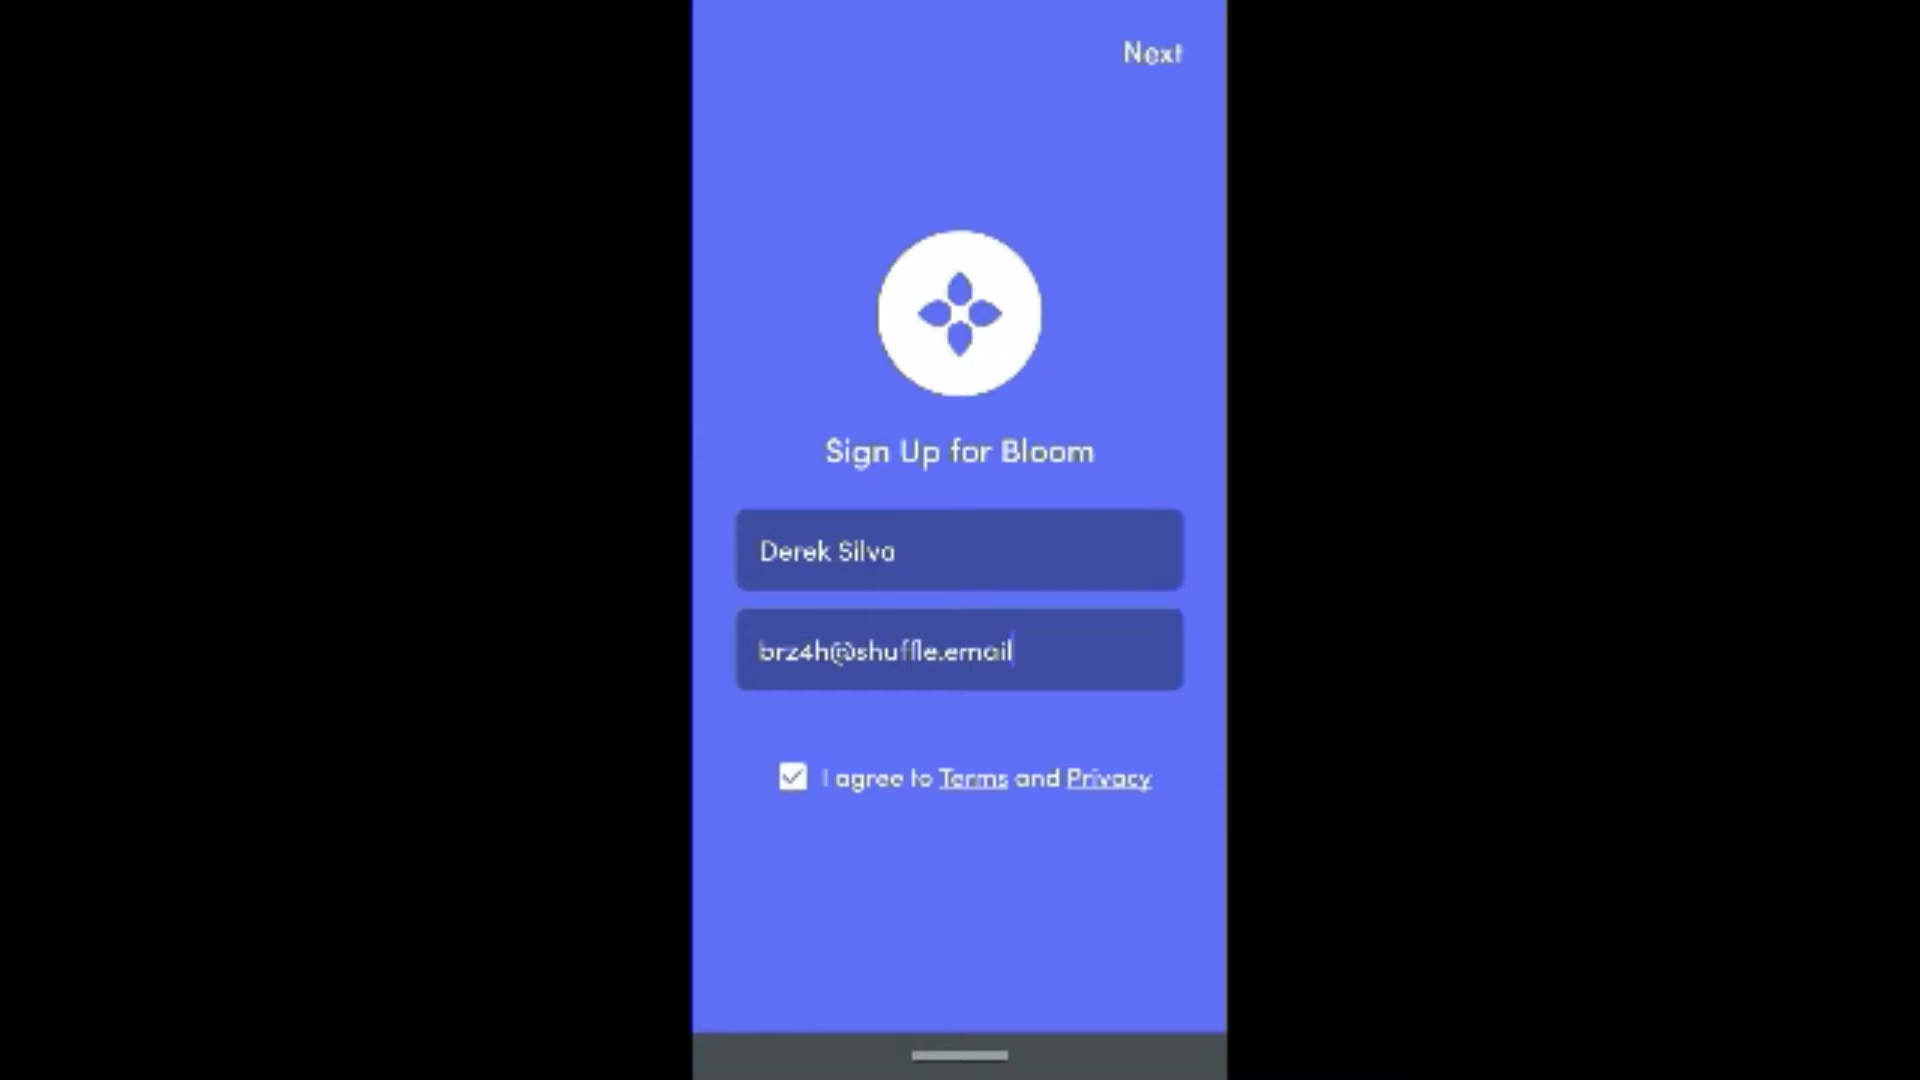 Next
Sign Up for Bloom
Derek Silva
brz4h@shuffle.email
I agree to Terms and Privacy